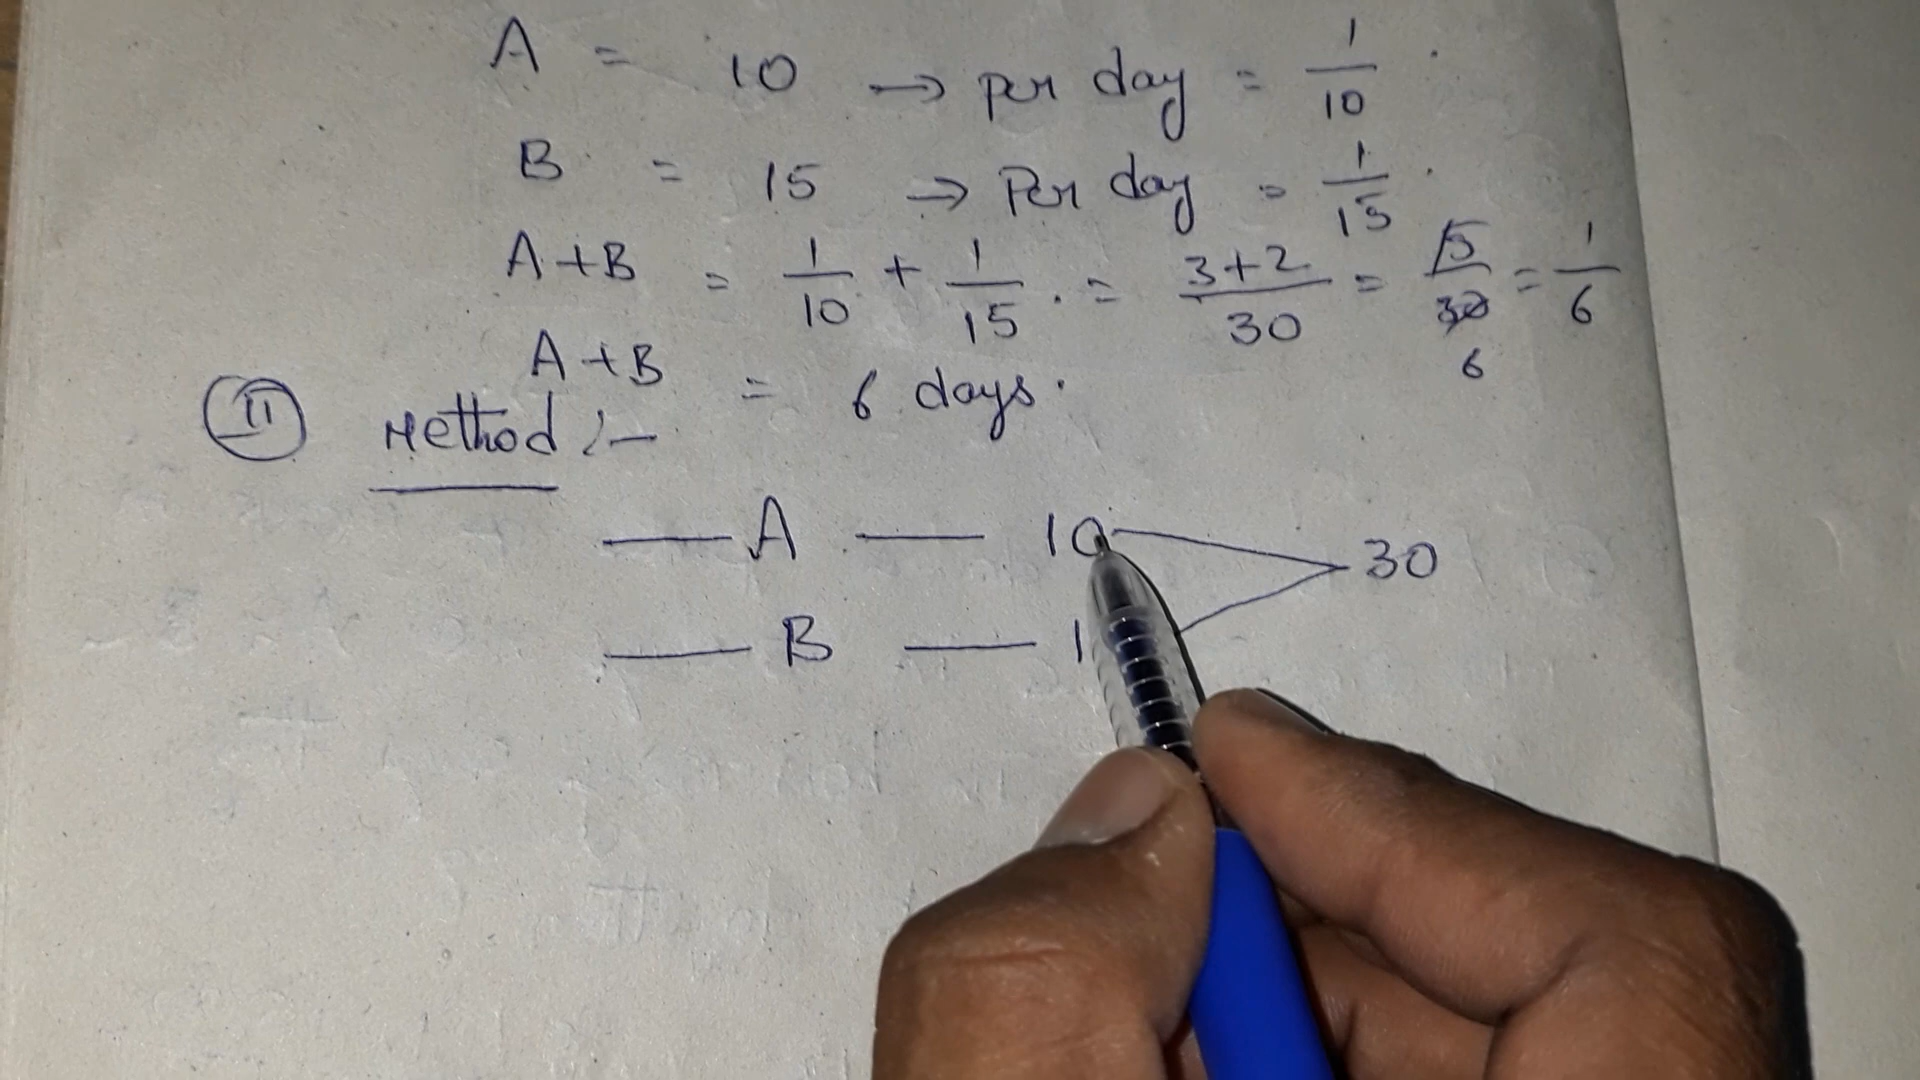 A = 10 → per day = 1/10 .
B = 15 → Per day = 1/15 .
A+B = 1/10 + 1/15 . = 3+2/30 = 5/30 = 1/6
6
A+B = 6 days.
II Method :-
— A — 10 30
— B — 1